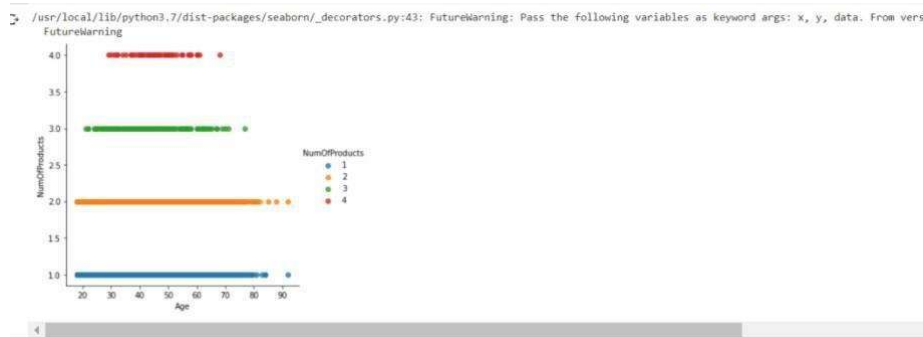 /usr/local/lib/python3.7/dist-packages/seaborn/_decorators.py:43: FutureWarning: Pass the following variables as keyword args: x, y, data. From vers
FutureWarning
4.0
3.5
3.0
2.5
2.0
1.5
1.0
NumOfProducts
20 30 40 50 60 70 80 90
Age
NumOfProducts
1
2
3
4